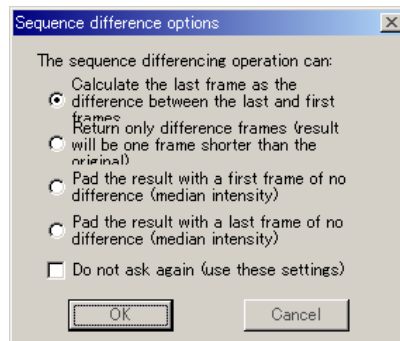 Sequence difference options
The sequence differencing operation can:
Calculate the last frame as the
difference between the last and first
frames
Return only difference frames (result
will be one frame shorter than the
original)
Pad the result with a first frame of no
difference (median intensity)
Pad the result with a last frame of no
difference (median intensity)
Do not ask again (use these settings)
OK
Cancel